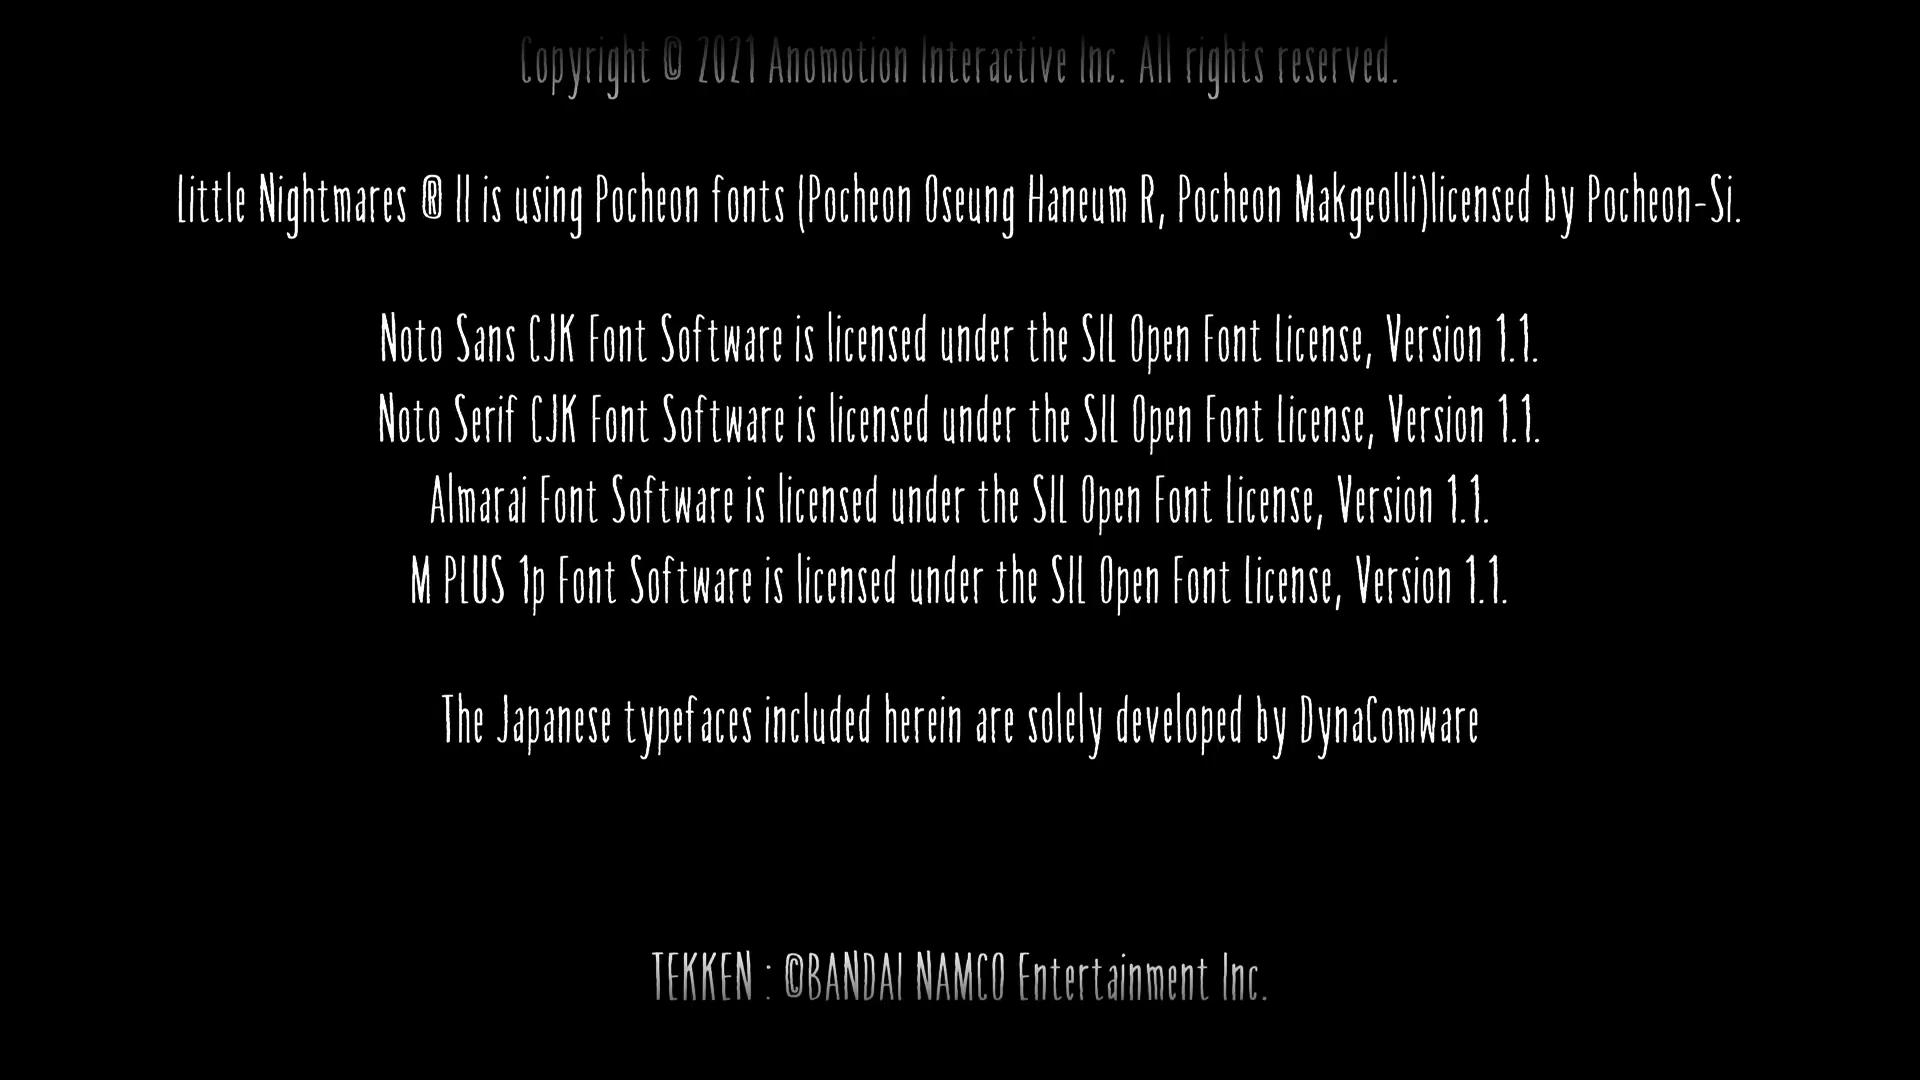 Copyright © 2021 Anomotion Interactive Inc. All rights reserved.
Little Nightmares ® II is using Pocheon fonts (Pocheon Oseung Haneum R, Pocheon Makgeolli)licensed by Pocheon-Si.
Noto Sans CJK Font Software is licensed under the SIL Open Font License, Version 1.1.
Noto Serif CJK Font Software is licensed under the SIL Open Font License, Version 1.1.
Almarai Font Software is licensed under the SIL Open Font License, Version 1.1.
M PLUS 1p Font Software is licensed under the SIL Open Font License, Version 1.1.
The Japanese typefaces included herein are solely developed by DynaComware
TEKKEN : ©BANDAI NAMCO Entertainment Inc.